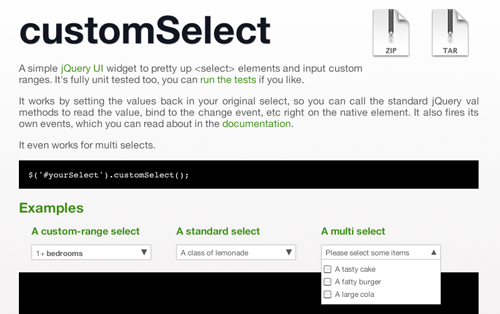 customSelect
ZIP
TAR
A simple jQuery UI widget to pretty up <select> elements and input custom
ranges. It's fully unit tested too, you can run the tests if you like.
It works by setting the values back in your original select, so you can call the standard jQuery val
methods to read the value, bind to the change event, etc right on the native element. It also fires its
own events, which you can read about in the documentation.
It even works for multi selects.
$('#yourSelect').customSelect();
Examples
A custom-range select
A standard select
A multi select
1+ bedrooms
A class of lemonade
Please select some items
A tasty cake
A fatty burger
A large cola